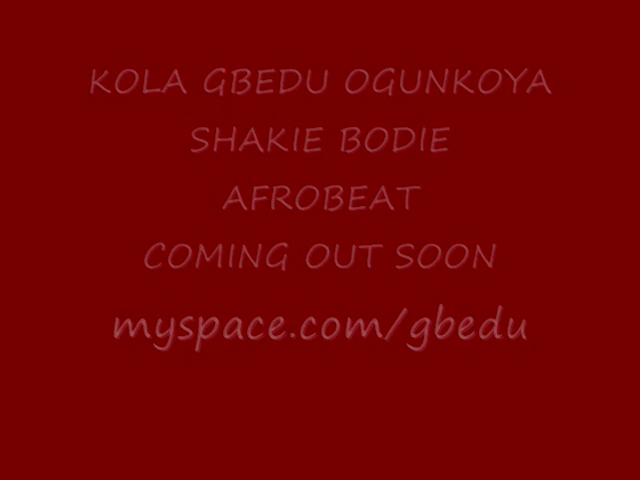 KOLA GBEDU OGUNKOYA
SHAKIE BODIE
AFROBEAT
COMING OUT SOON
myspace.com/gbedu